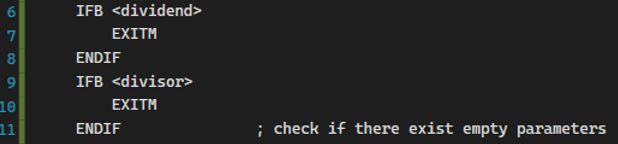 6 IFB <dividend>
7 EXITM
8 ENDIF
9 IFB <divisor>
10 EXITM
11 ENDIF ; check if there exist empty parameters